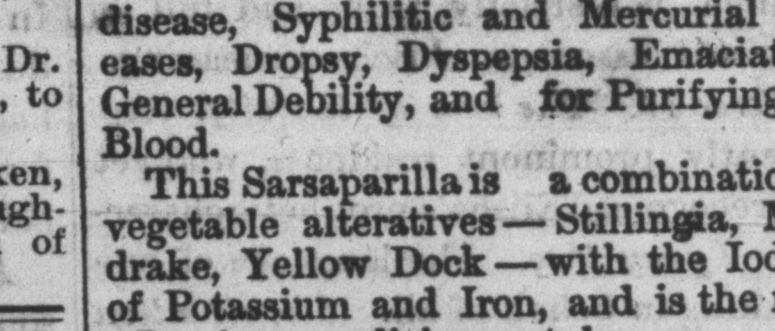 Dr.
, to
ken,
ugh-
of
disease, Syphilitic and Mercurial
eases, Dropsy, Dyspepsia, Emaciat
General Debility, and for Purifying
Blood.
This Sarsaparilla is a combinatio
vegetable alteratives — Stillingia,
drake, Yellow Dock — with the Iod
of Potassium and Iron, and is the